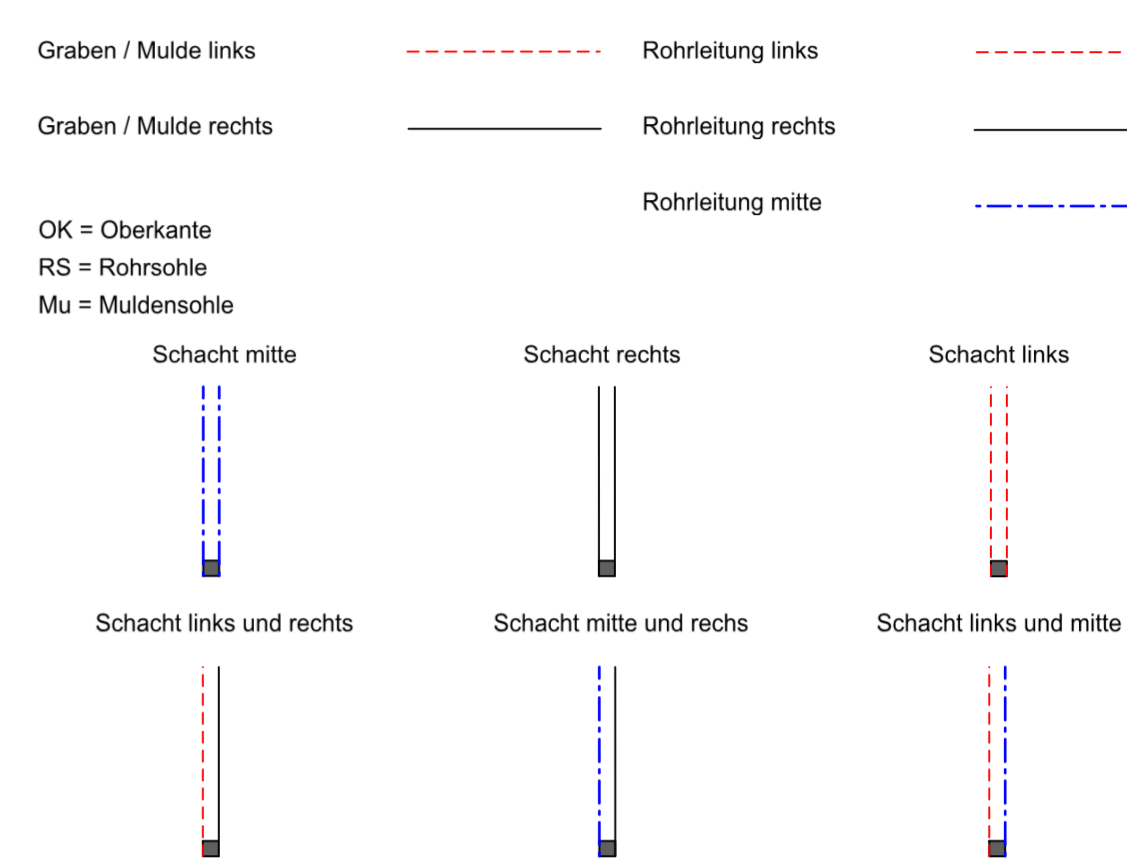 Graben / Mulde links
Rohrleitung links
Graben / Mulde rechts
Rohrleitung rechts
Rohrleitung mitte
OK = Oberkante
RS = Rohrsohle
Mu = Muldensohle
Schacht mitte
Schacht rechts
Schacht links
Schacht links und rechts
Schacht mitte und rechs
Schacht links und mitte